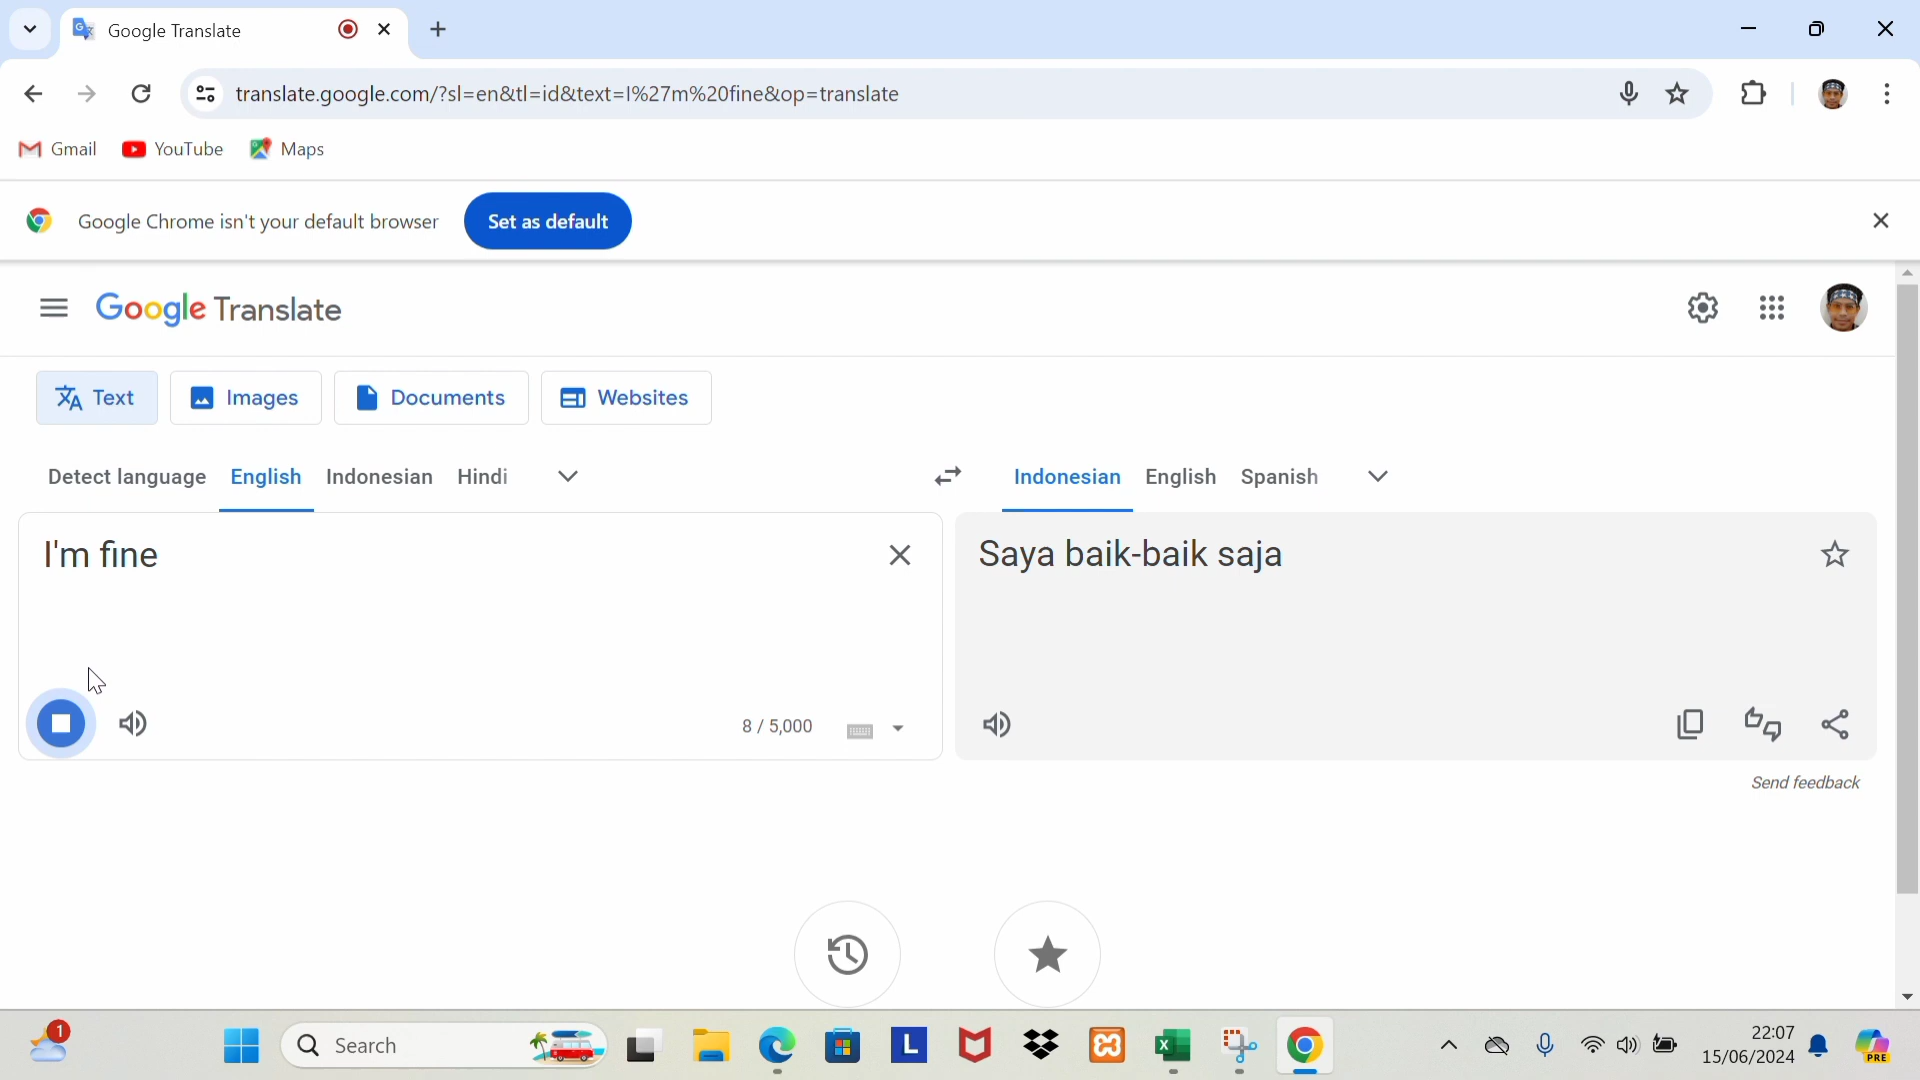 Google Translate
translate.google.com/?sl=en&tl=id&text=I%27m%20fine&op=translate
Gmail YouTube Maps
Google Chrome isn't your default browser Set as default
Google Translate
Text Images Documents Websites
Detect language English Indonesian Hindi Indonesian English Spanish
I'm fine
Saya baik-baik saja
8 / 5,000
Send feedback
1 Search L 22:07
15/06/2024
PRE